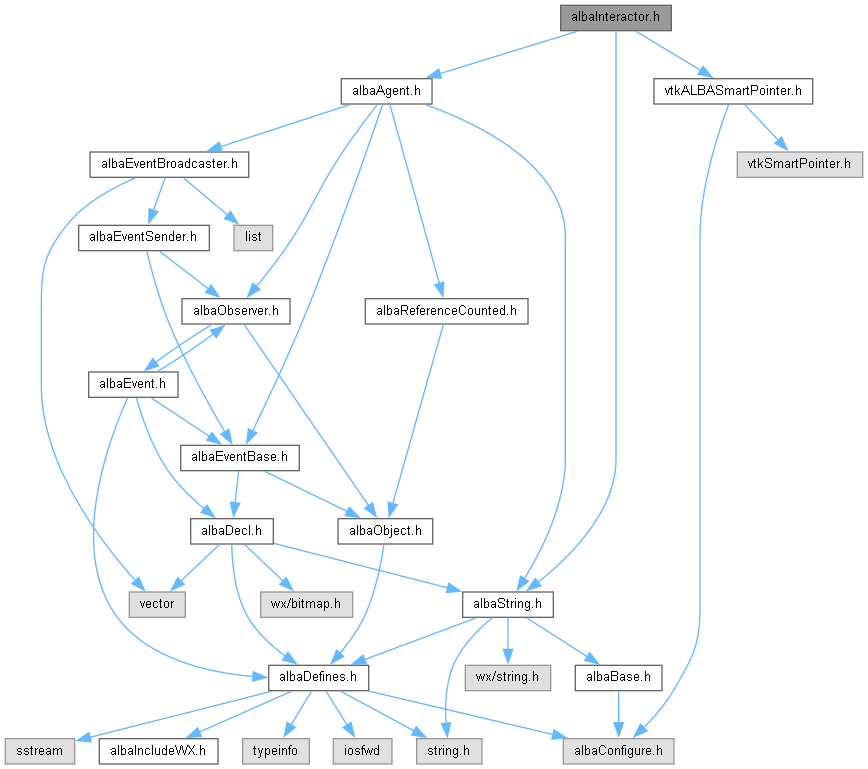 albaInteractor.h
albaAgent.h
vtkALBASmartPointer.h
albaEventBroadcaster.h
vtkSmartPointer.h
albaEventSender.h
list
albaObserver.h
albaReferenceCounted.h
albaEvent.h
albaEventBase.h
albaDecl.h
albaObject.h
vector
wx/bitmap.h
albaString.h
albaDefines.h
wx/string.h
albaBase.h
sstream
albaIncludeWX.h
typeinfo
iosfwd
string.h
albaConfigure.h